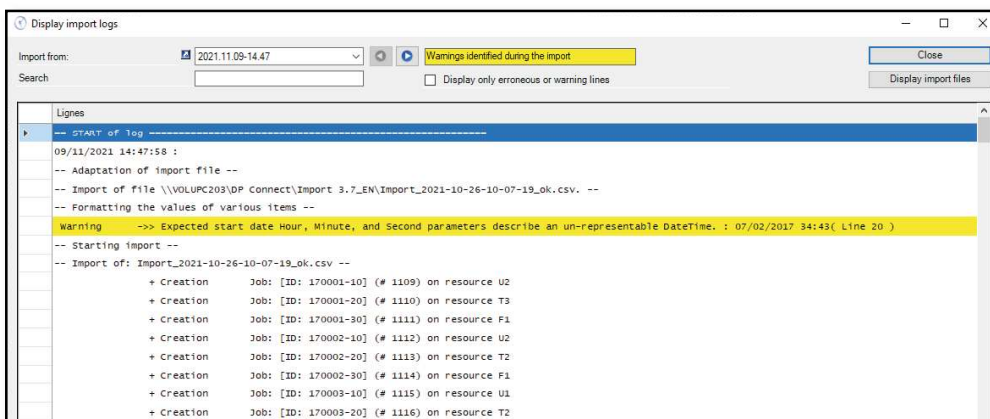 Display import logs
Import from: 2021.11.09-14.47 Warnings identified during the import Close
Search Display only erroneous or warning lines Display import files
Lignes
-- START of log ---------------------------------------------------------
09/11/2021 14:47:58 :
-- Adaptation of import file --
-- Import of file \\VOLUPC203\DP Connect\Import 3.7_EN\Import_2021-10-26-10-07-19_ok.csv. --
-- Formatting the values of various items --
Warning ->> Expected start date Hour, Minute, and Second parameters describe an un-representable DateTime. : 07/02/2017 34:43( Line 20 )
-- Starting import --
-- Import of: Import_2021-10-26-10-07-19_ok.csv --
+ Creation Job: [ID: 170001-10] (# 1109) on resource U2
+ Creation Job: [ID: 170001-20] (# 1110) on resource T3
+ Creation Job: [ID: 170001-30] (# 1111) on resource F1
+ Creation Job: [ID: 170002-10] (# 1112) on resource U2
+ Creation Job: [ID: 170002-20] (# 1113) on resource T2
+ Creation Job: [ID: 170002-30] (# 1114) on resource F1
+ Creation Job: [ID: 170003-10] (# 1115) on resource U1
+ Creation Job: [ID: 170003-20] (# 1116) on resource T2